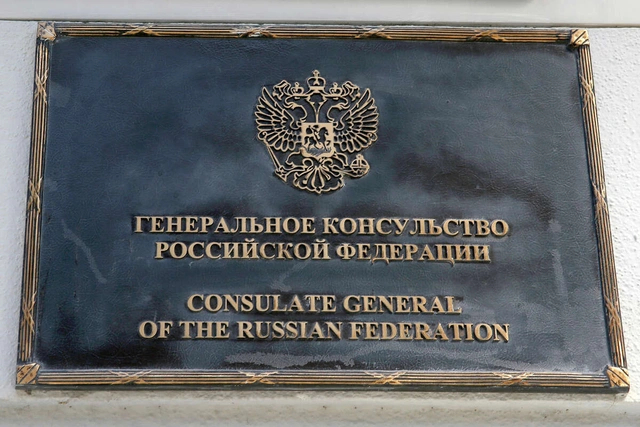 ГЕНЕРАЛЬНОЕ КОНСУЛЬСТВО
РОССИЙСКОЙ ФЕДЕРАЦИИ
CONSULATE GENERAL
OF THE RUSSIAN FEDERATION